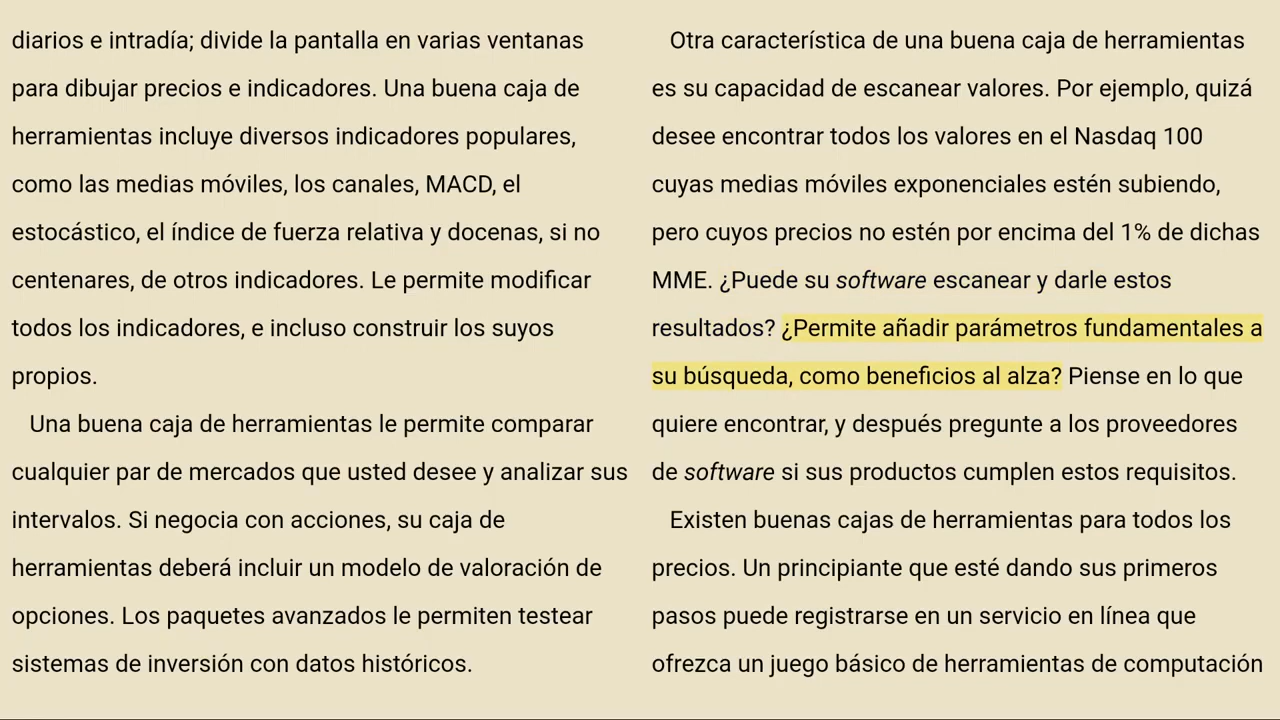 diarios e intradía; divide la pantalla en varias ventanas
para dibujar precios e indicadores. Una buena caja de
herramientas incluye diversos indicadores populares,
como las medias móviles, los canales, MACD, el
estocástico, el índice de fuerza relativa y docenas, si no
centenares, de otros indicadores. Le permite modificar
todos los indicadores, e incluso construir los suyos
propios.
Una buena caja de herramientas le permite comparar
cualquier par de mercados que usted desee y analizar sus
intervalos. Si negocia con acciones, su caja de
herramientas deberá incluir un modelo de valoración de
opciones. Los paquetes avanzados le permiten testear
sistemas de inversión con datos históricos.
Otra característica de una buena caja de herramientas
es su capacidad de escanear valores. Por ejemplo, quizá
desee encontrar todos los valores en el Nasdaq 100
cuyas medias móviles exponenciales estén subiendo,
pero cuyos precios no estén por encima del 1% de dichas
MME. ¿Puede su software escanear y darle estos
resultados? ¿Permite añadir parámetros fundamentales a
su búsqueda, como beneficios al alza? Piense en lo que
quiere encontrar, y después pregunte a los proveedores
de software si sus productos cumplen estos requisitos.
Existen buenas cajas de herramientas para todos los
precios. Un principiante que esté dando sus primeros
pasos puede registrarse en un servicio en línea que
ofrezca un juego básico de herramientas de computación